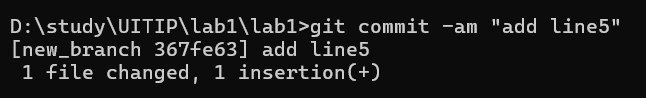 D:\study\UITIP\lab1\lab1>git commit -am "add line5"
[new_branch 367fe63] add line5
 1 file changed, 1 insertion(+)